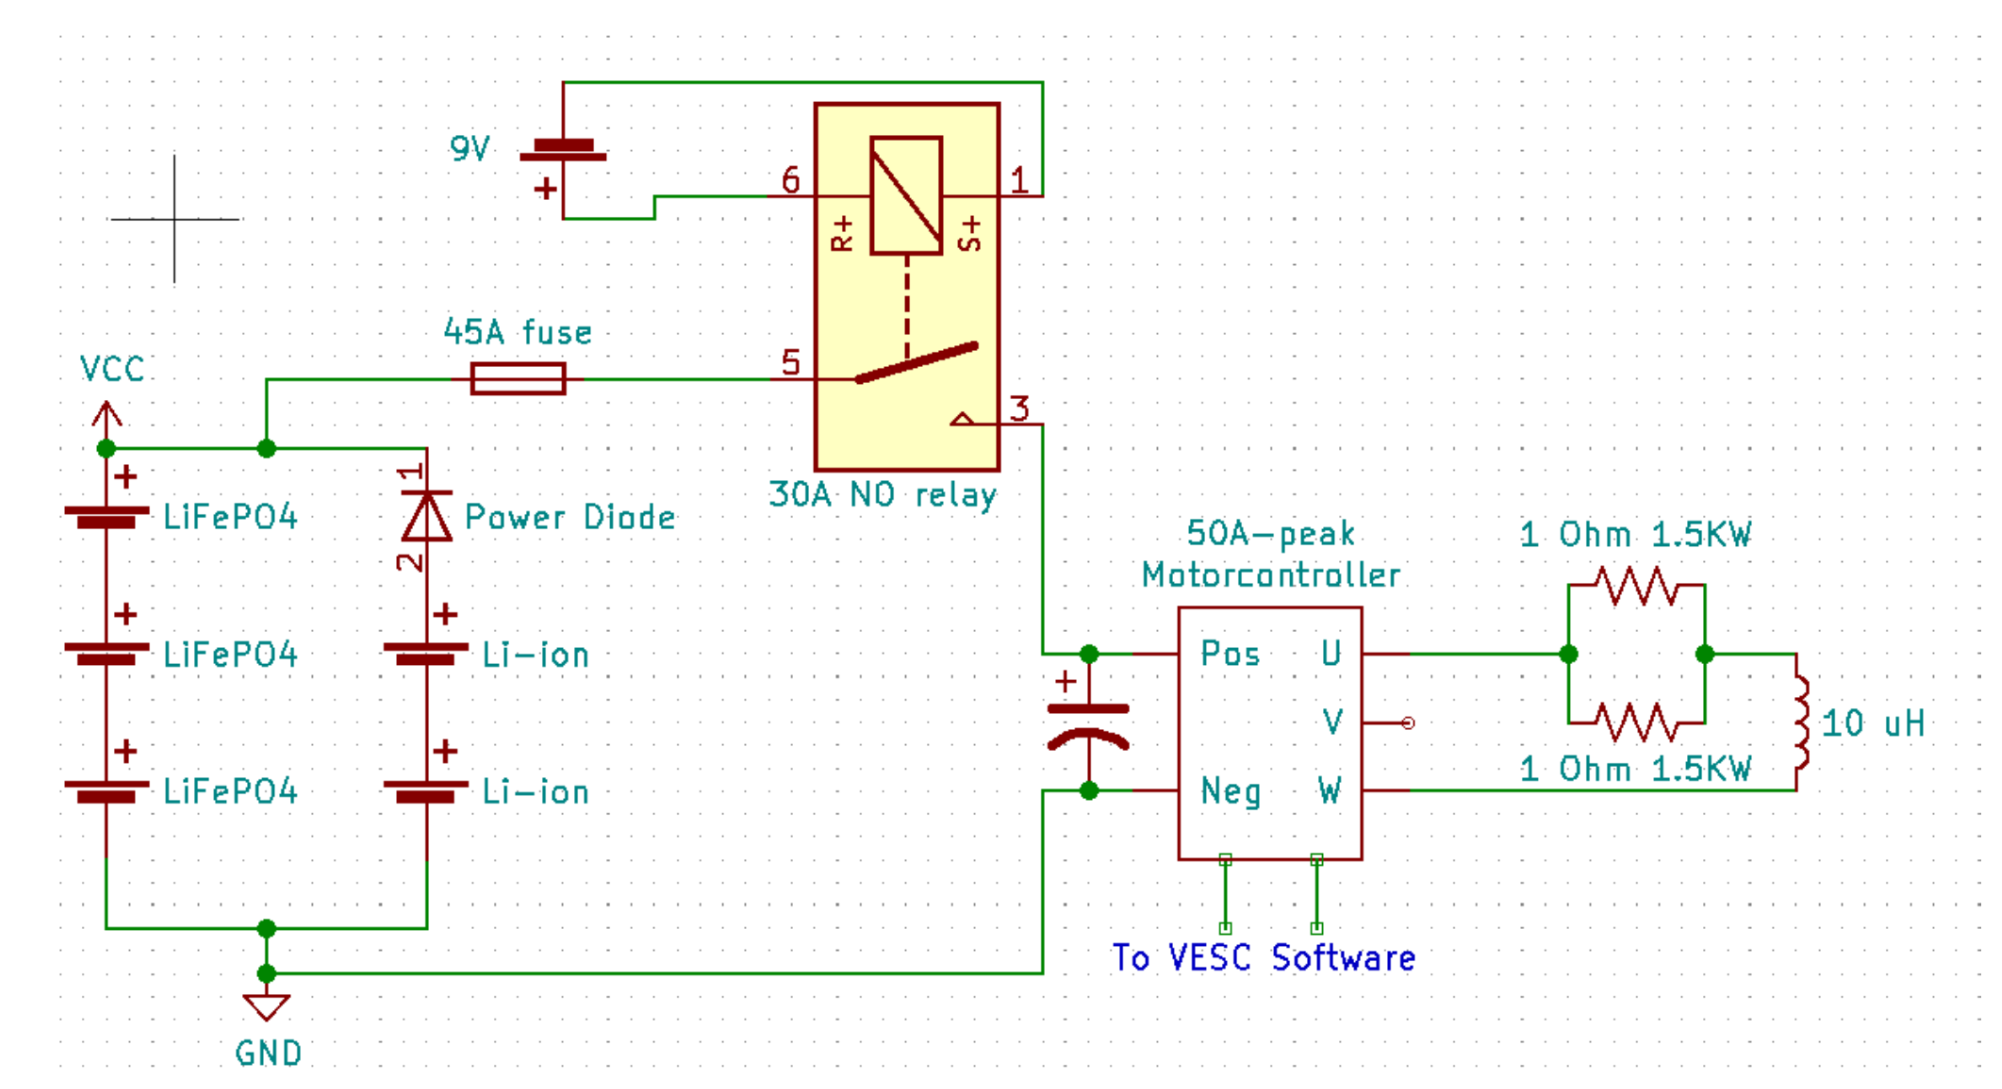 9V
+
6
1
R+
S+
45A fuse
5
3
VCC
30A NO relay
+
LiFePO4
1
2
Power Diode
50A-peak
Motorcontroller
1 Ohm 1.5KW
+
LiFePO4
+
Li-ion
+
Pos
U
V
Neg
W
10 uH
1 Ohm 1.5KW
+
LiFePO4
+
Li-ion
To VESC Software
GND